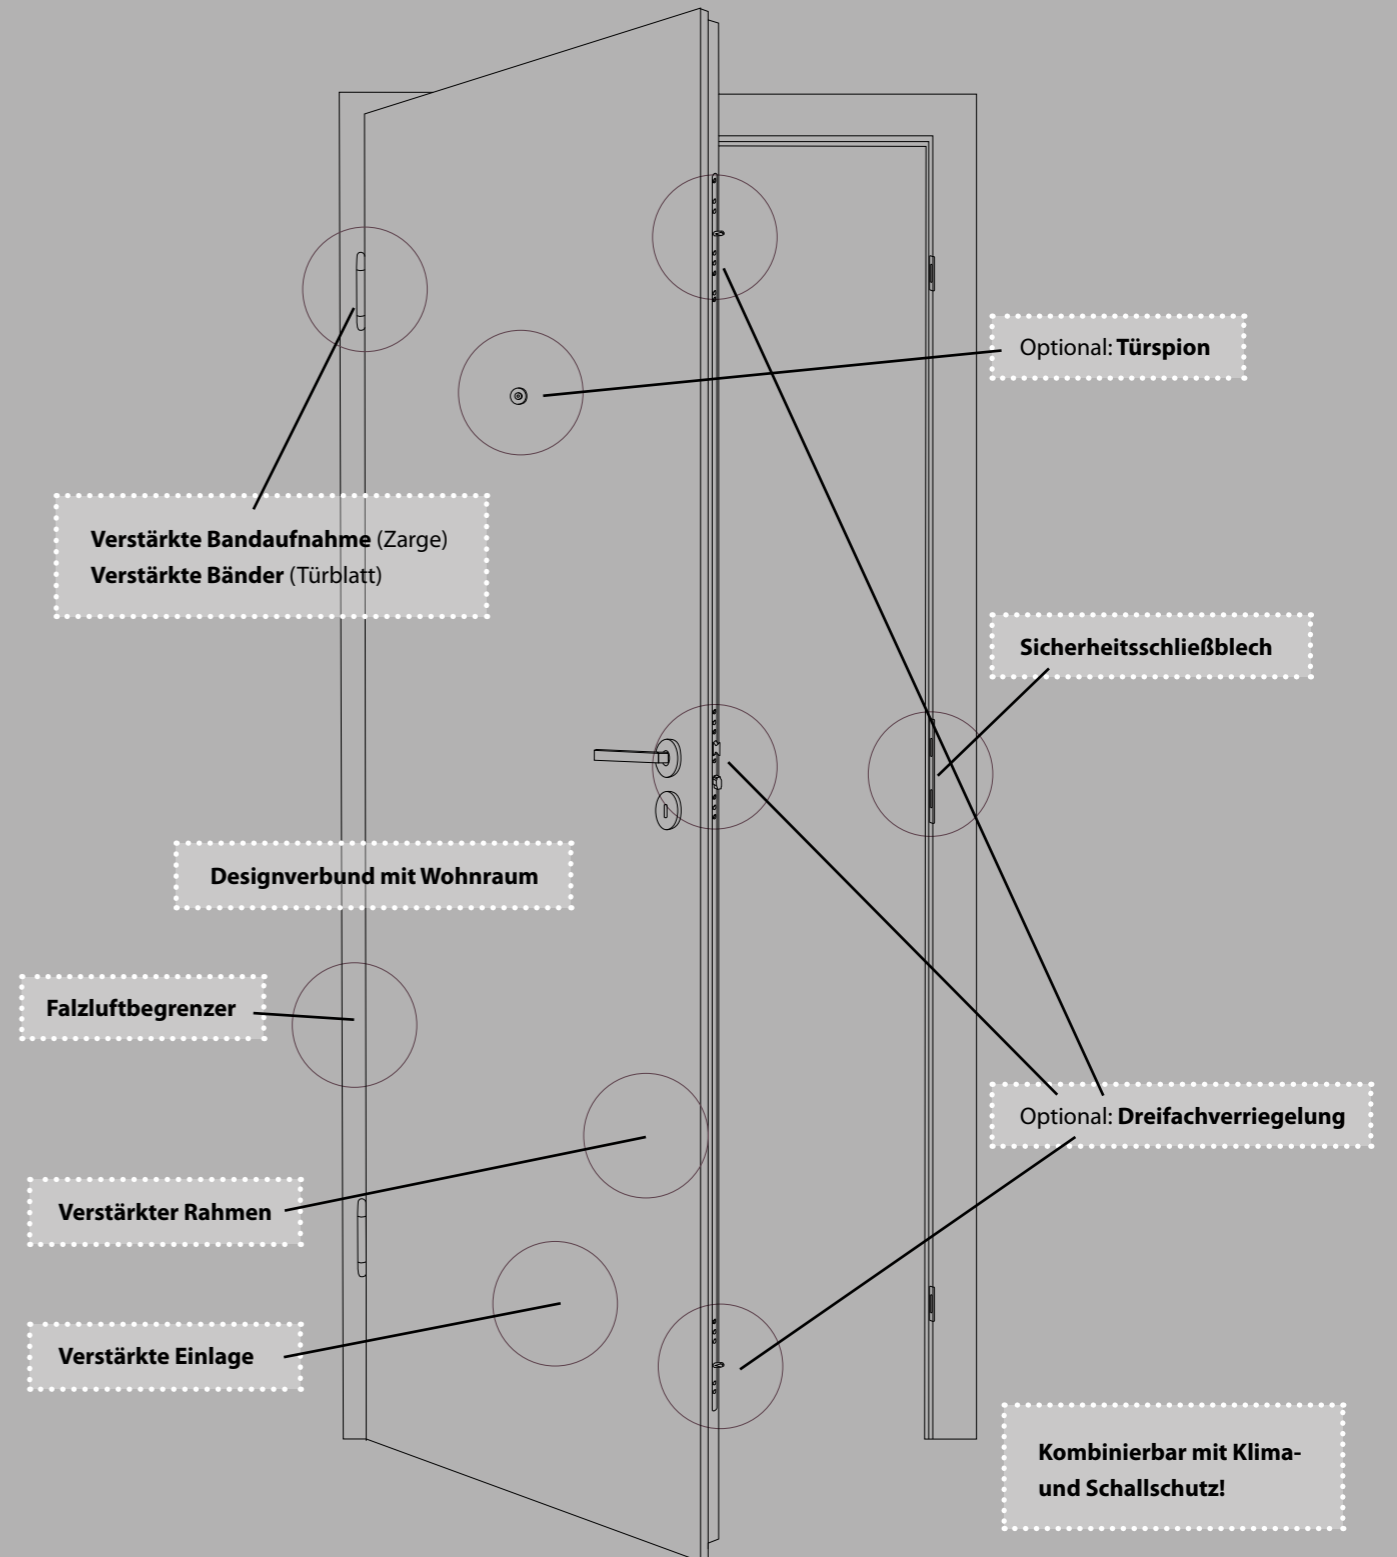 Optional: Türspion
Verstärkte Bandaufnahme (Zarge)
Verstärkte Bänder (Türblatt)
Sicherheitsschließblech
Designverbund mit Wohnraum
Falzluftbegrenzer
Optional: Dreifachverriegelung
Verstärkter Rahmen
Verstärkte Einlage
Kombinierbar mit Klima-
und Schallschutz!